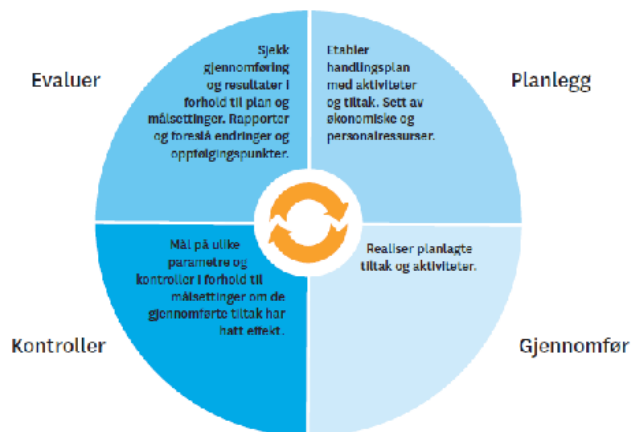 Evaluer
Sjekk
gjennomføring
og resultater i
forhold til plan og
målsettinger. Rapporter
og foreslå endringer og
oppfølgingspunkter.
Etabler
handlingsplan
med aktiviteter
og tiltak. Sett av
økonomiske og
personalressurser.
Planlegg
Mål på ulike
parametre og
kontroller i forhold til
målsettinger om de
gjennomførte tiltak har
hatt effekt.
Realiser planlagte
tiltak og aktiviteter.
Kontroller
Gjennomfør